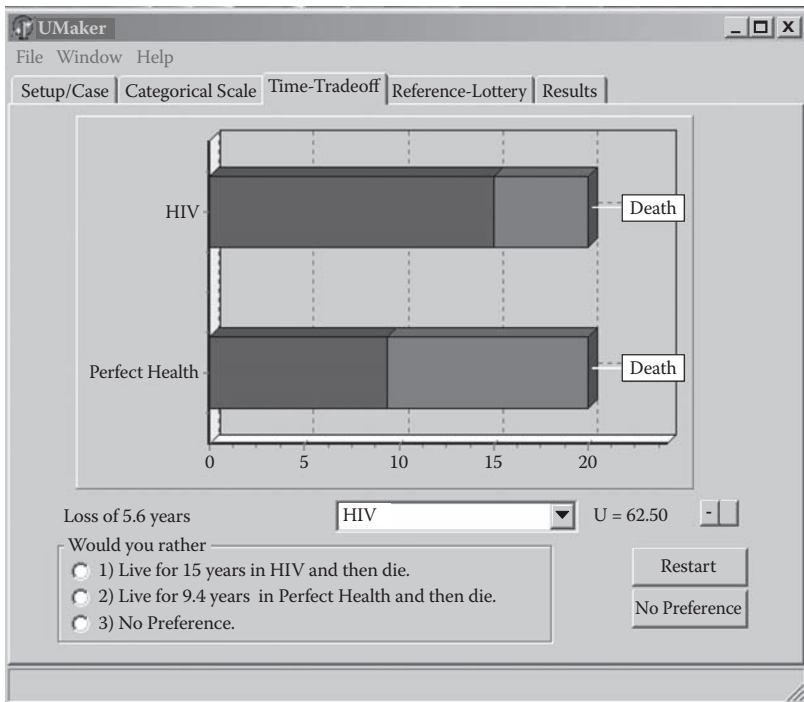 UMaker
File Window Help
Setup/Case Categorical Scale Time-Tradeoff Reference-Lottery Results
HIV
Death
Perfect Health
Death
0 5 10 15 20
Loss of 5.6 years HIV U = 62.50 -
Would you rather
1) Live for 15 years in HIV and then die.
2) Live for 9.4 years in Perfect Health and then die.
3) No Preference.
Restart
No Preference